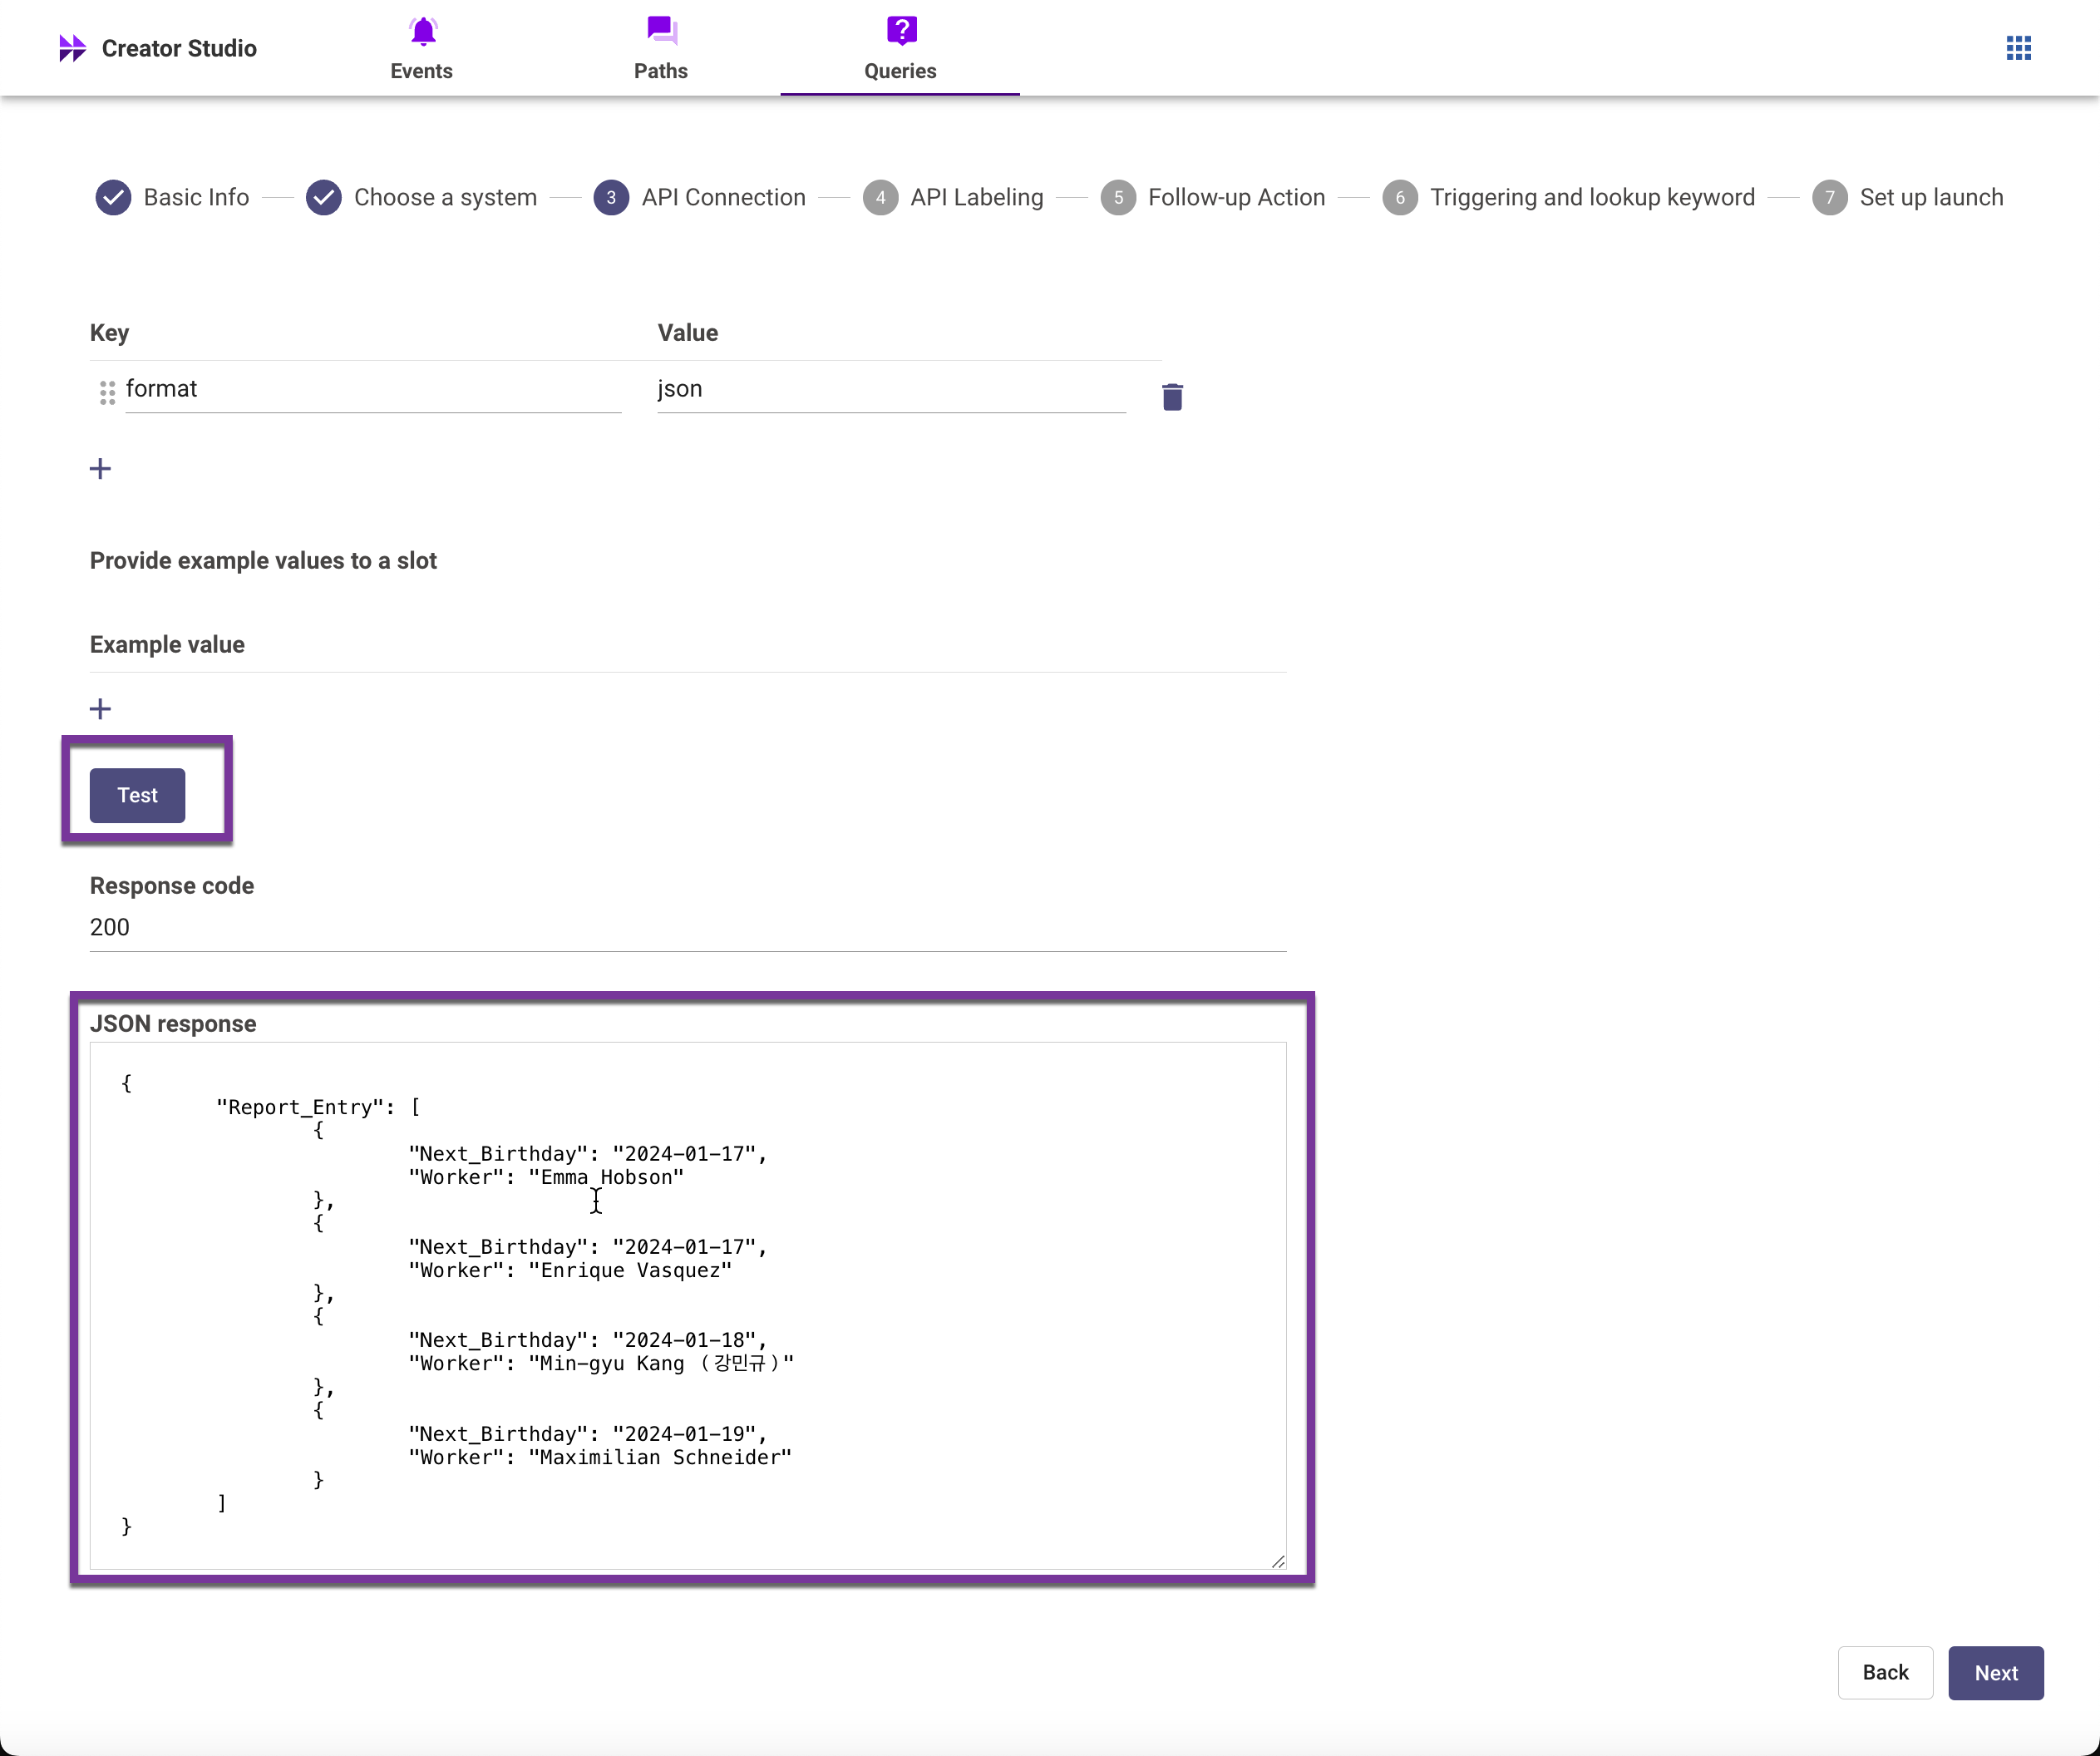 Creator Studio
Events
Paths
Queries
Basic Info
Choose a system
3 API Connection
4 API Labeling
5 Follow-up Action
6 Triggering and lookup keyword
7 Set up launch
Key Value
format json
Provide example values to a slot
Example value
Test
Response code
200
JSON response
{
"Report_Entry": [
{
"Next_Birthday": "2024-01-17",
"Worker": "Emma Hobson"
},
{
"Next_Birthday": "2024-01-17",
"Worker": "Enrique Vasquez"
},
{
"Next_Birthday": "2024-01-18",
"Worker": "Min-gyu Kang (강민규)"
},
{
"Next_Birthday": "2024-01-19",
"Worker": "Maximilian Schneider"
}
]
}
Back Next